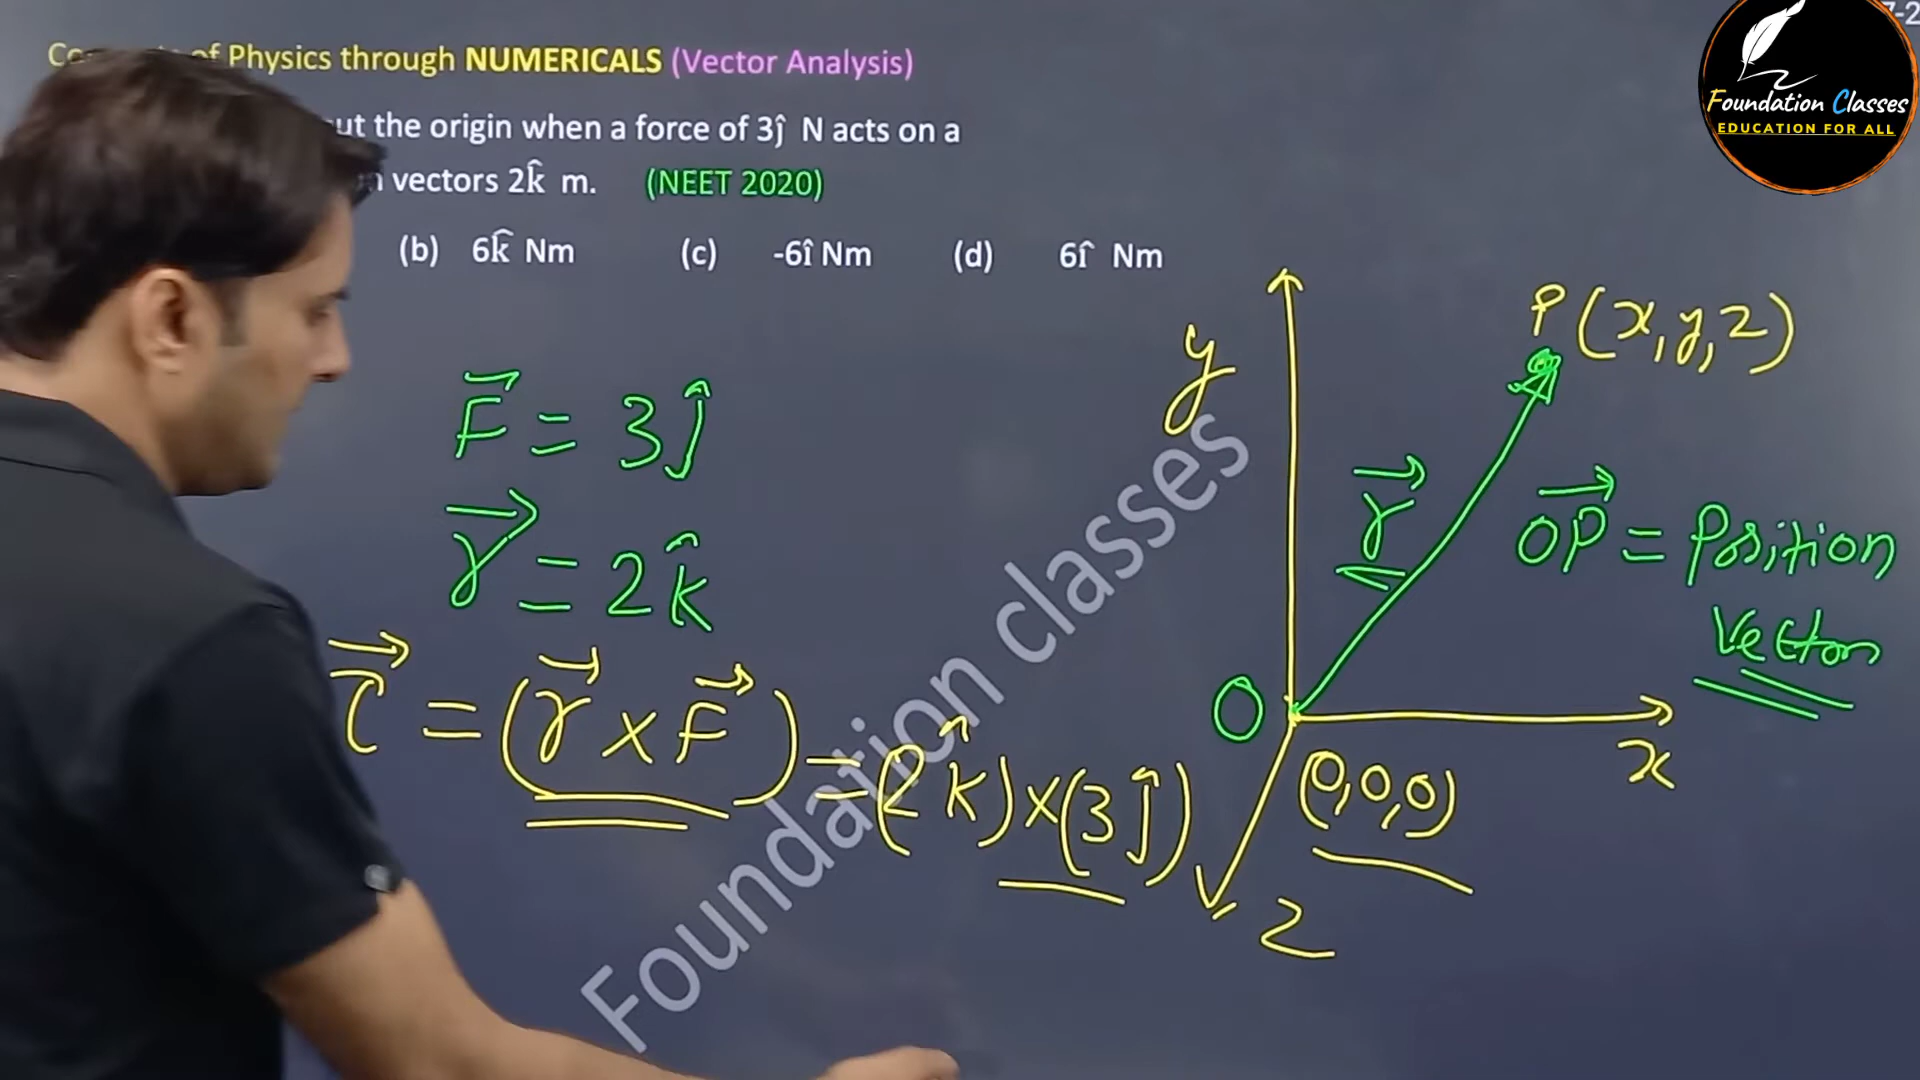 of Physics through NUMERICALS (Vector Analysis)
the origin when a force of 3ĵ N acts on a
vectors 2k̂ m. (NEET 2020)
(b) 6k̂ Nm (c) -6î Nm (d) 6î Nm
Foundation Classes
EDUCATION FOR ALL
F⃗ = 3ĵ
r⃗ = 2k̂
τ⃗ = (r⃗ × F⃗) = (2k̂) × (3ĵ)
y
P (x, y, z)
r⃗
OP⃗ = Position
Vector
O
x
(0,0,0)
z
Foundation classes